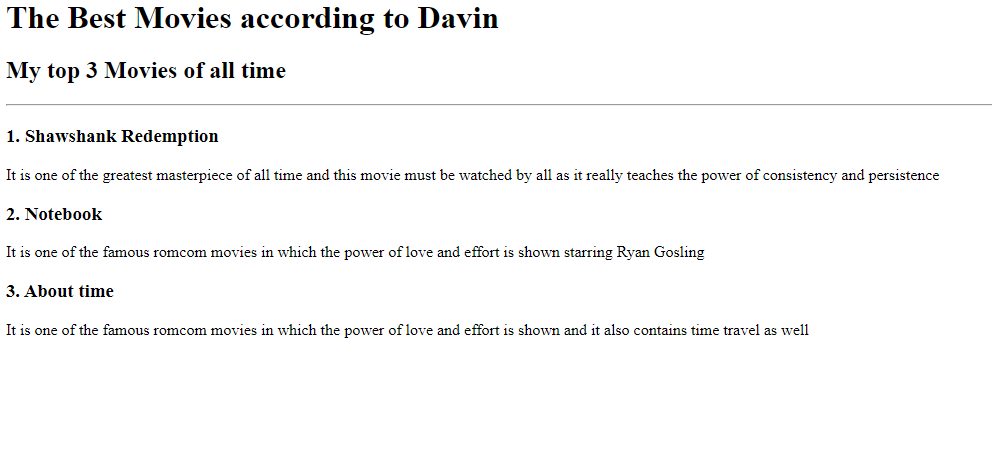 The Best Movies according to Davin
My top 3 Movies of all time
1. Shawshank Redemption
It is one of the greatest masterpiece of all time and this movie must be watched by all as it really teaches the power of consistency and persistence
2. Notebook
It is one of the famous romcom movies in which the power of love and effort is shown starring Ryan Gosling
3. About time
It is one of the famous romcom movies in which the power of love and effort is shown and it also contains time travel as well